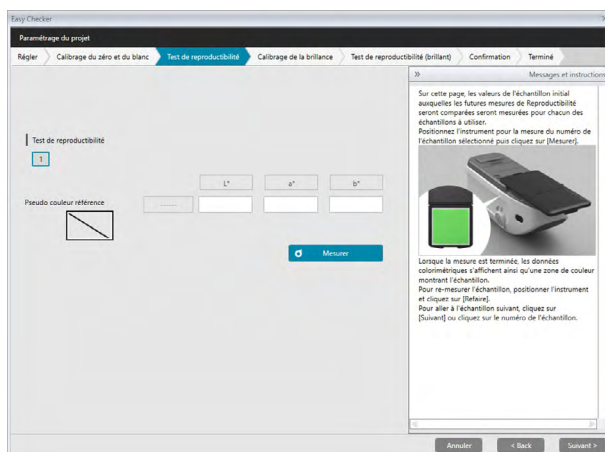 Easy Checker
Paramétrage du projet
Régler Calibrage du zéro et du blanc Test de reproductibilité Calibrage de la brillance Test de reproductibilité (brillant) Confirmation Terminé
» Messages et instructions
Test de reproductibilité
1
L* a* b*
Pseudo couleur référence ------
Mesurer
Sur cette page, les valeurs de l'échantillon initial
auxquelles les futures mesures de Reproductibilité
seront comparées seront mesurées pour chacun des
échantillons à utiliser.
Positionnez l'instrument pour la mesure du numéro de
l'échantillon sélectionné puis cliquez sur [Mesurer].
Lorsque la mesure est terminée, les données
colorimétriques s'affichent ainsi qu'une zone de couleur
montrant l'échantillon.
Pour re-mesurer l'échantillon, positionner l'instrument
et cliquez sur [Refaire].
Pour aller à l'échantillon suivant, cliquez sur
[Suivant] ou cliquez sur le numéro de l'échantillon.
Annuler < Back Suivant >